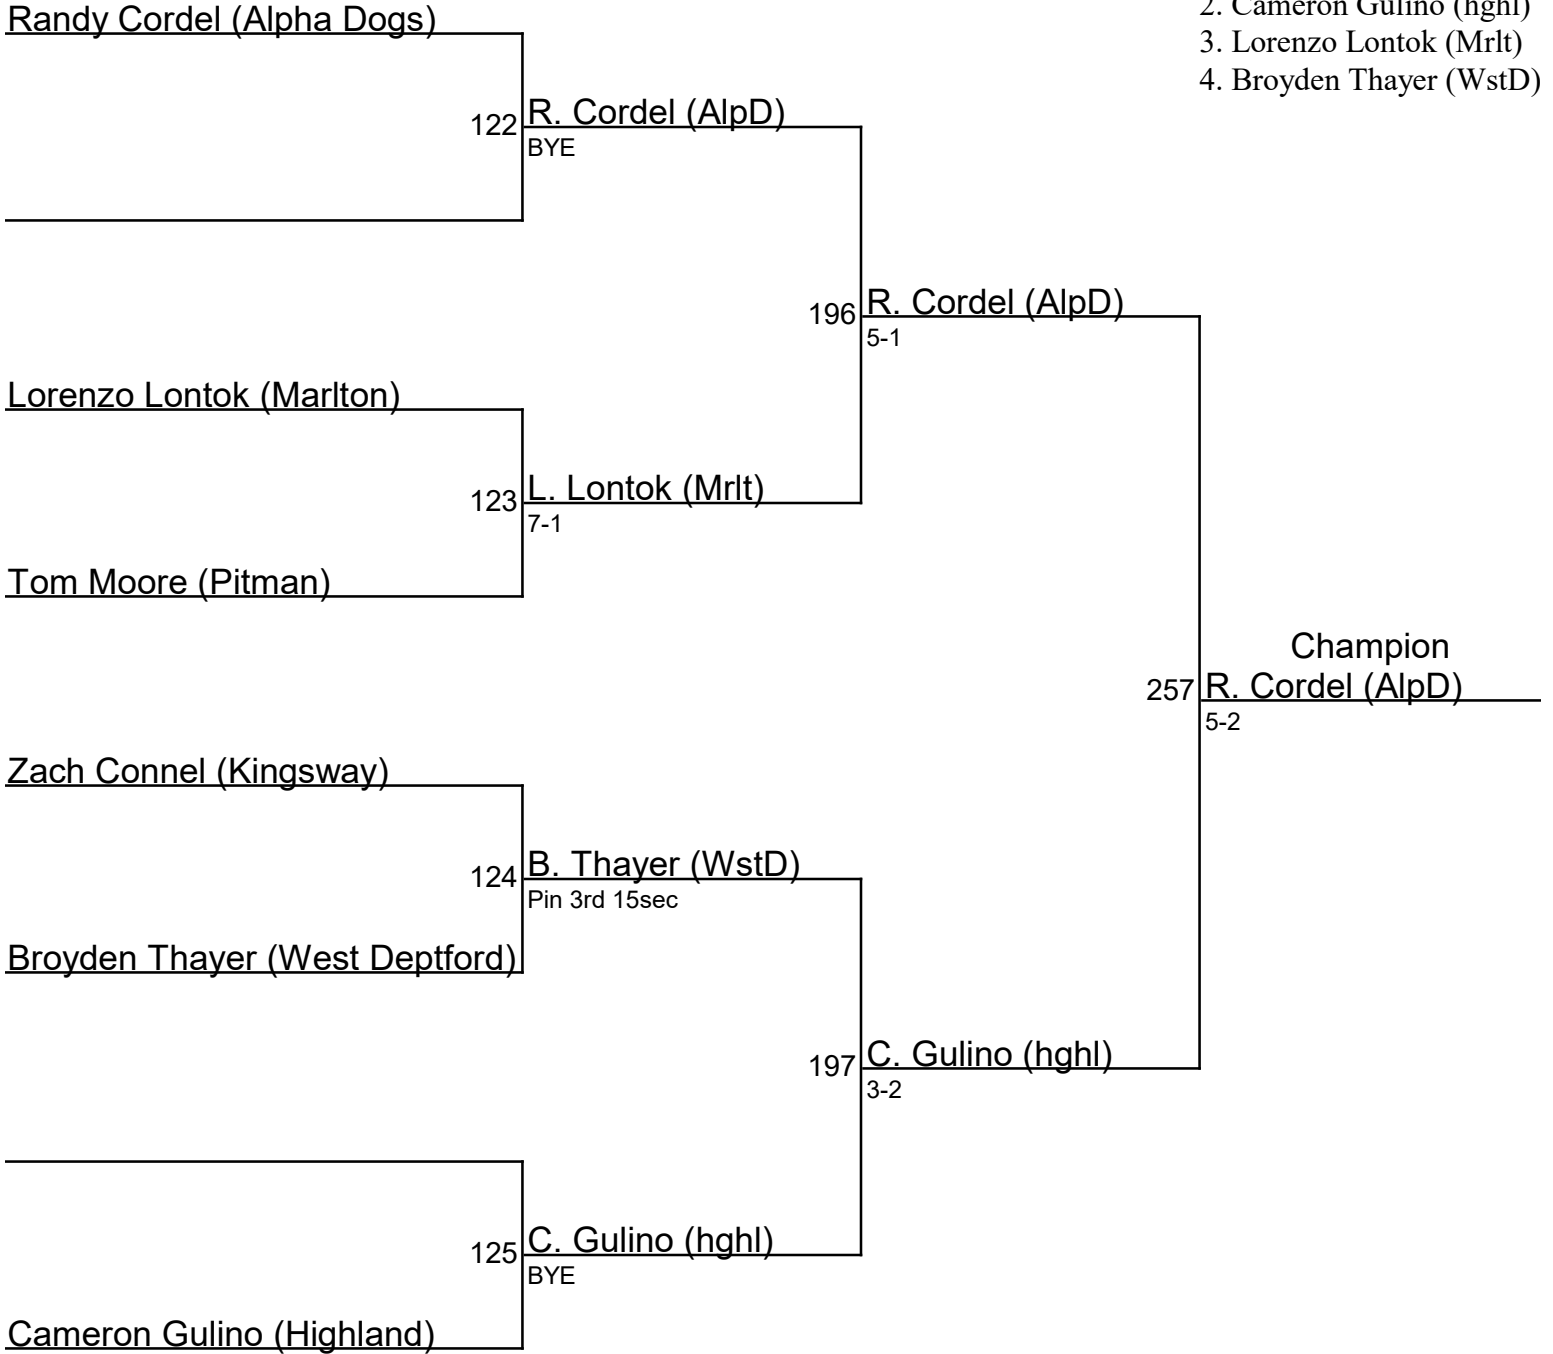 Randy Cordel (Alpha Dogs)
2. Cameron Gulino (hghl)
3. Lorenzo Lontok (Mrlt)
4. Broyden Thayer (WstD)
122
R. Cordel (AlpD)
BYE
196
R. Cordel (AlpD)
5-1
Lorenzo Lontok (Marlton)
123
L. Lontok (Mrlt)
7-1
Tom Moore (Pitman)
Champion
257
R. Cordel (AlpD)
5-2
Zach Connel (Kingsway)
124
B. Thayer (WstD)
Pin 3rd 15sec
Broyden Thayer (West Deptford)
197
C. Gulino (hghl)
3-2
125
C. Gulino (hghl)
BYE
Cameron Gulino (Highland)